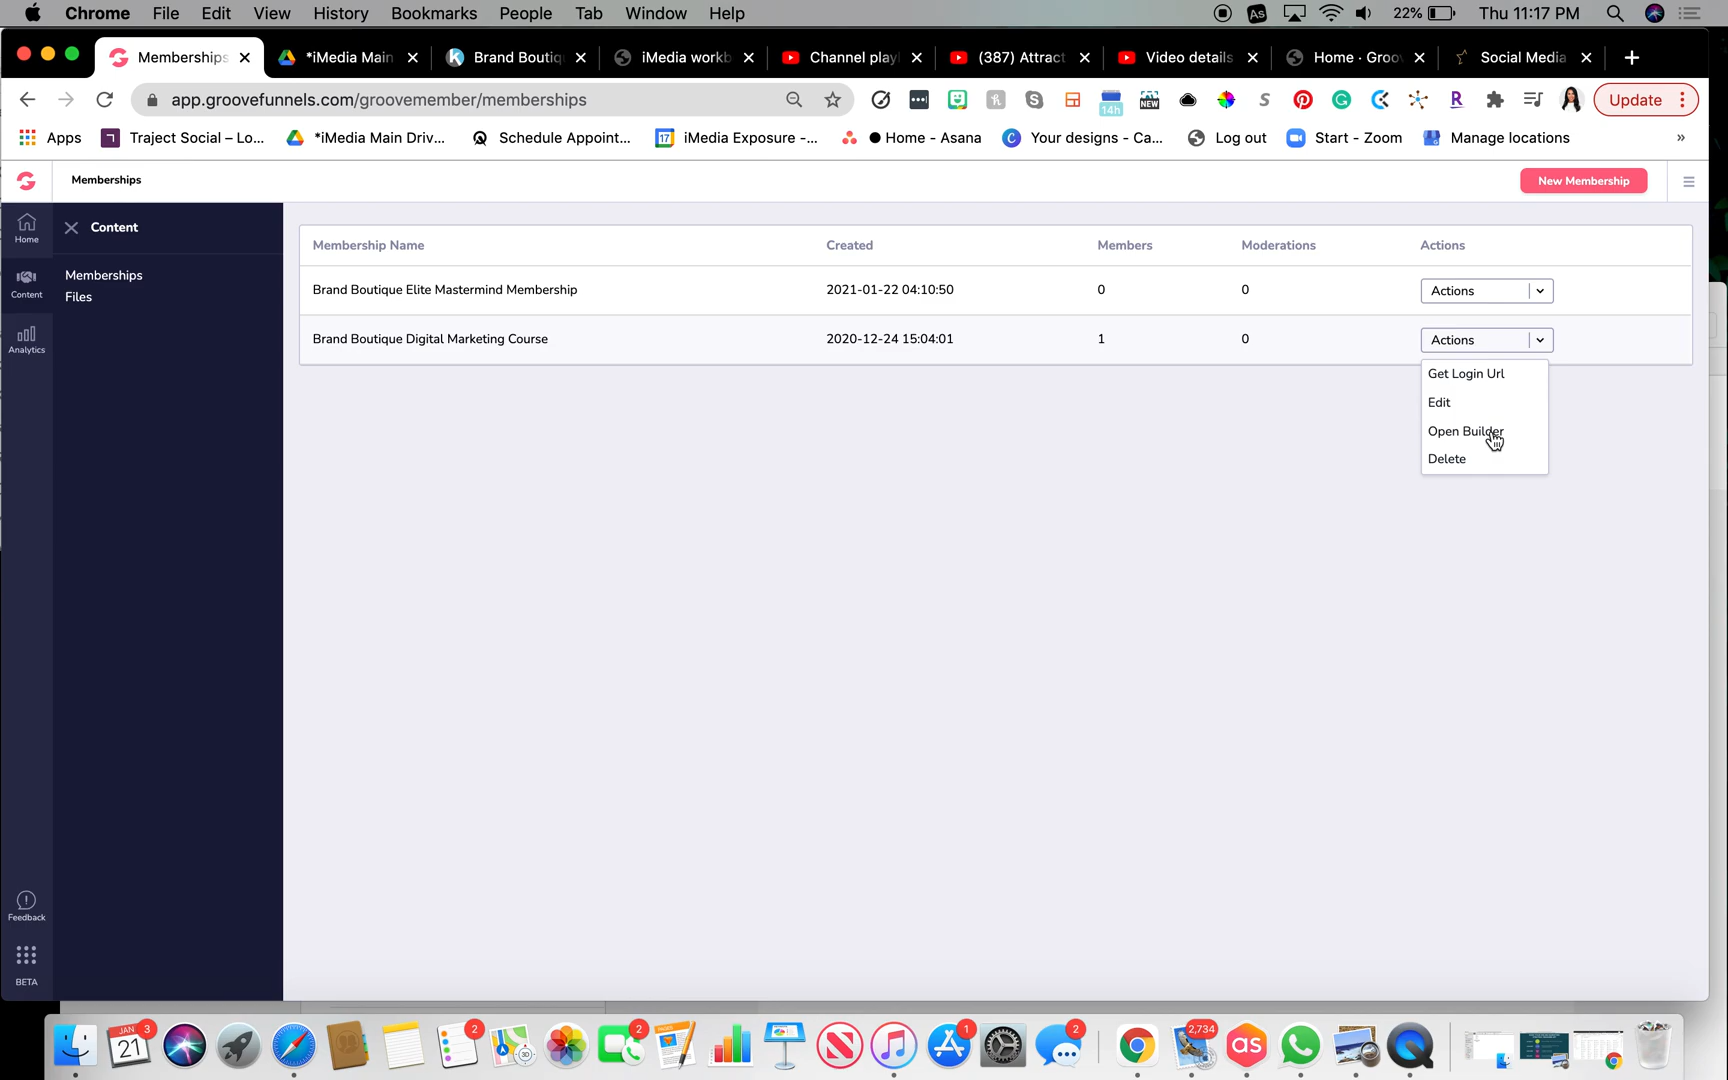 Chrome File Edit View History Bookmarks People Tab Window Help 22% Thu 11:17 PM
Memberships *iMedia Main Brand Boutiq iMedia workb Channel play (387) Attract Video details Home - Groov Social Media
app.groovefunnels.com/groovemember/memberships 14h NEW Update
Apps Traject Social – Lo... *iMedia Main Driv... Schedule Appoint... 17 iMedia Exposure -... Home - Asana Your designs - Ca... Log out Start - Zoom Manage locations »
Memberships New Membership
Home Content
Content Memberships
Files
Analytics
Membership Name Created Members Moderations Actions
Brand Boutique Elite Mastermind Membership 2021-01-22 04:10:50 0 0 Actions
Brand Boutique Digital Marketing Course 2020-12-24 15:04:01 1 0 Actions
Get Login Url
Edit
Open Builder
Delete
Feedback
BETA
JAN 21 3 2 2 1 2 2,734 as